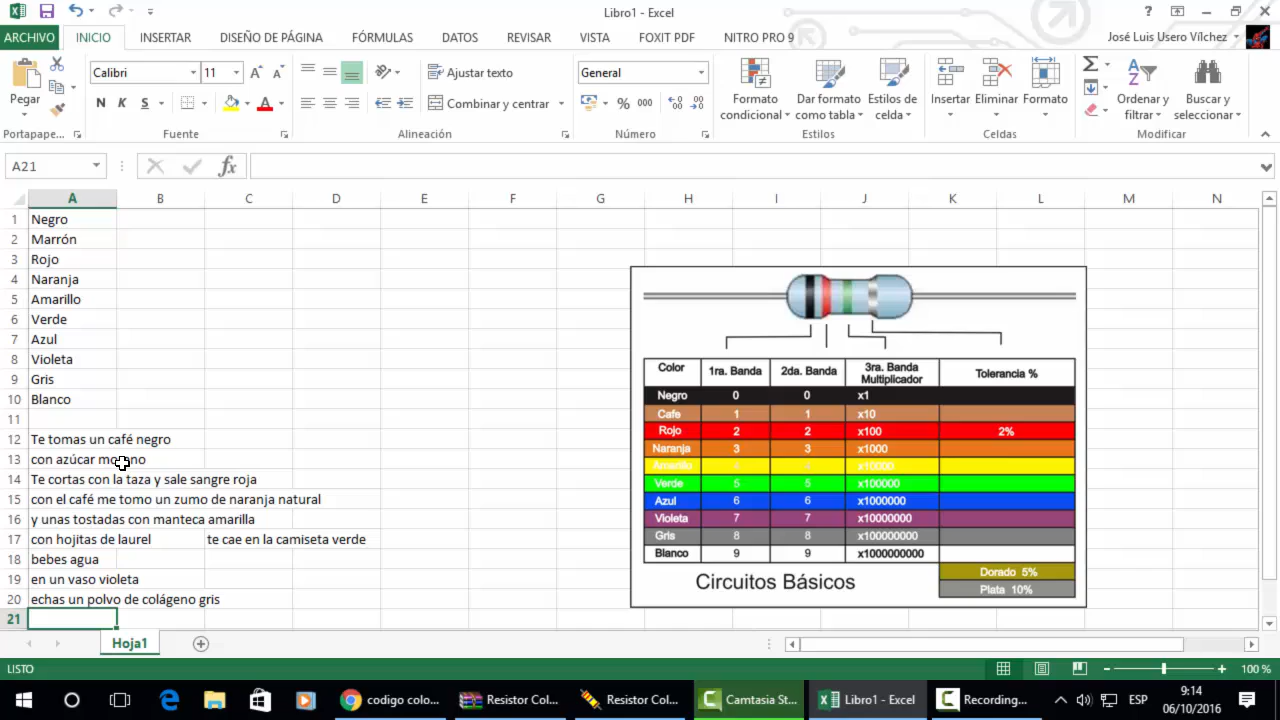 Libro1 - Excel
ARCHIVO INICIO INSERTAR DISEÑO DE PÁGINA FÓRMULAS DATOS REVISAR VISTA FOXIT PDF NITRO PRO 9 José Luis Usero Vílchez
Pegar
Calibri 11
N K S
Ajustar texto
Combinar y centrar
General
% 000
Formato condicional
Dar formato como tabla
Estilos de celda
Insertar Eliminar Formato
Ordenar y filtrar
Buscar y seleccionar
Portapape... Fuente Alineación Número Estilos Celdas Modificar
A21 fx
A B C D E F G H I J K L M N
1 Negro
2 Marrón
3 Rojo
4 Naranja
5 Amarillo
6 Verde
7 Azul
8 Violeta
9 Gris
10 Blanco
11
12 Te tomas un café negro
13 con azúcar moreno
14 Te cortas con la taza y sale sangre roja
15 con el café me tomo un zumo de naranja natural
16 y unas tostadas con manteca amarilla
17 con hojitas de laurel te cae en la camiseta verde
18 bebes agua
19 en un vaso violeta
20 echas un polvo de colágeno gris
21
Color 1ra. Banda 2da. Banda 3ra. Banda Multiplicador Tolerancia %
Negro 0 0 x1
Cafe 1 1 x10
Rojo 2 2 x100 2%
Naranja 3 3 x1000
Amarillo 4 4 x10000
Verde 5 5 x100000
Azul 6 6 x1000000
Violeta 7 7 x10000000
Gris 8 8 x100000000
Blanco 9 9 x1000000000
Dorado 5%
Plata 10%
Circuitos Básicos
Hoja1
LISTO 100 %
codigo colo... Resistor Col... Resistor Col... Camtasia St... Libro1 - Excel Recording... ESP 9:14
06/10/2016